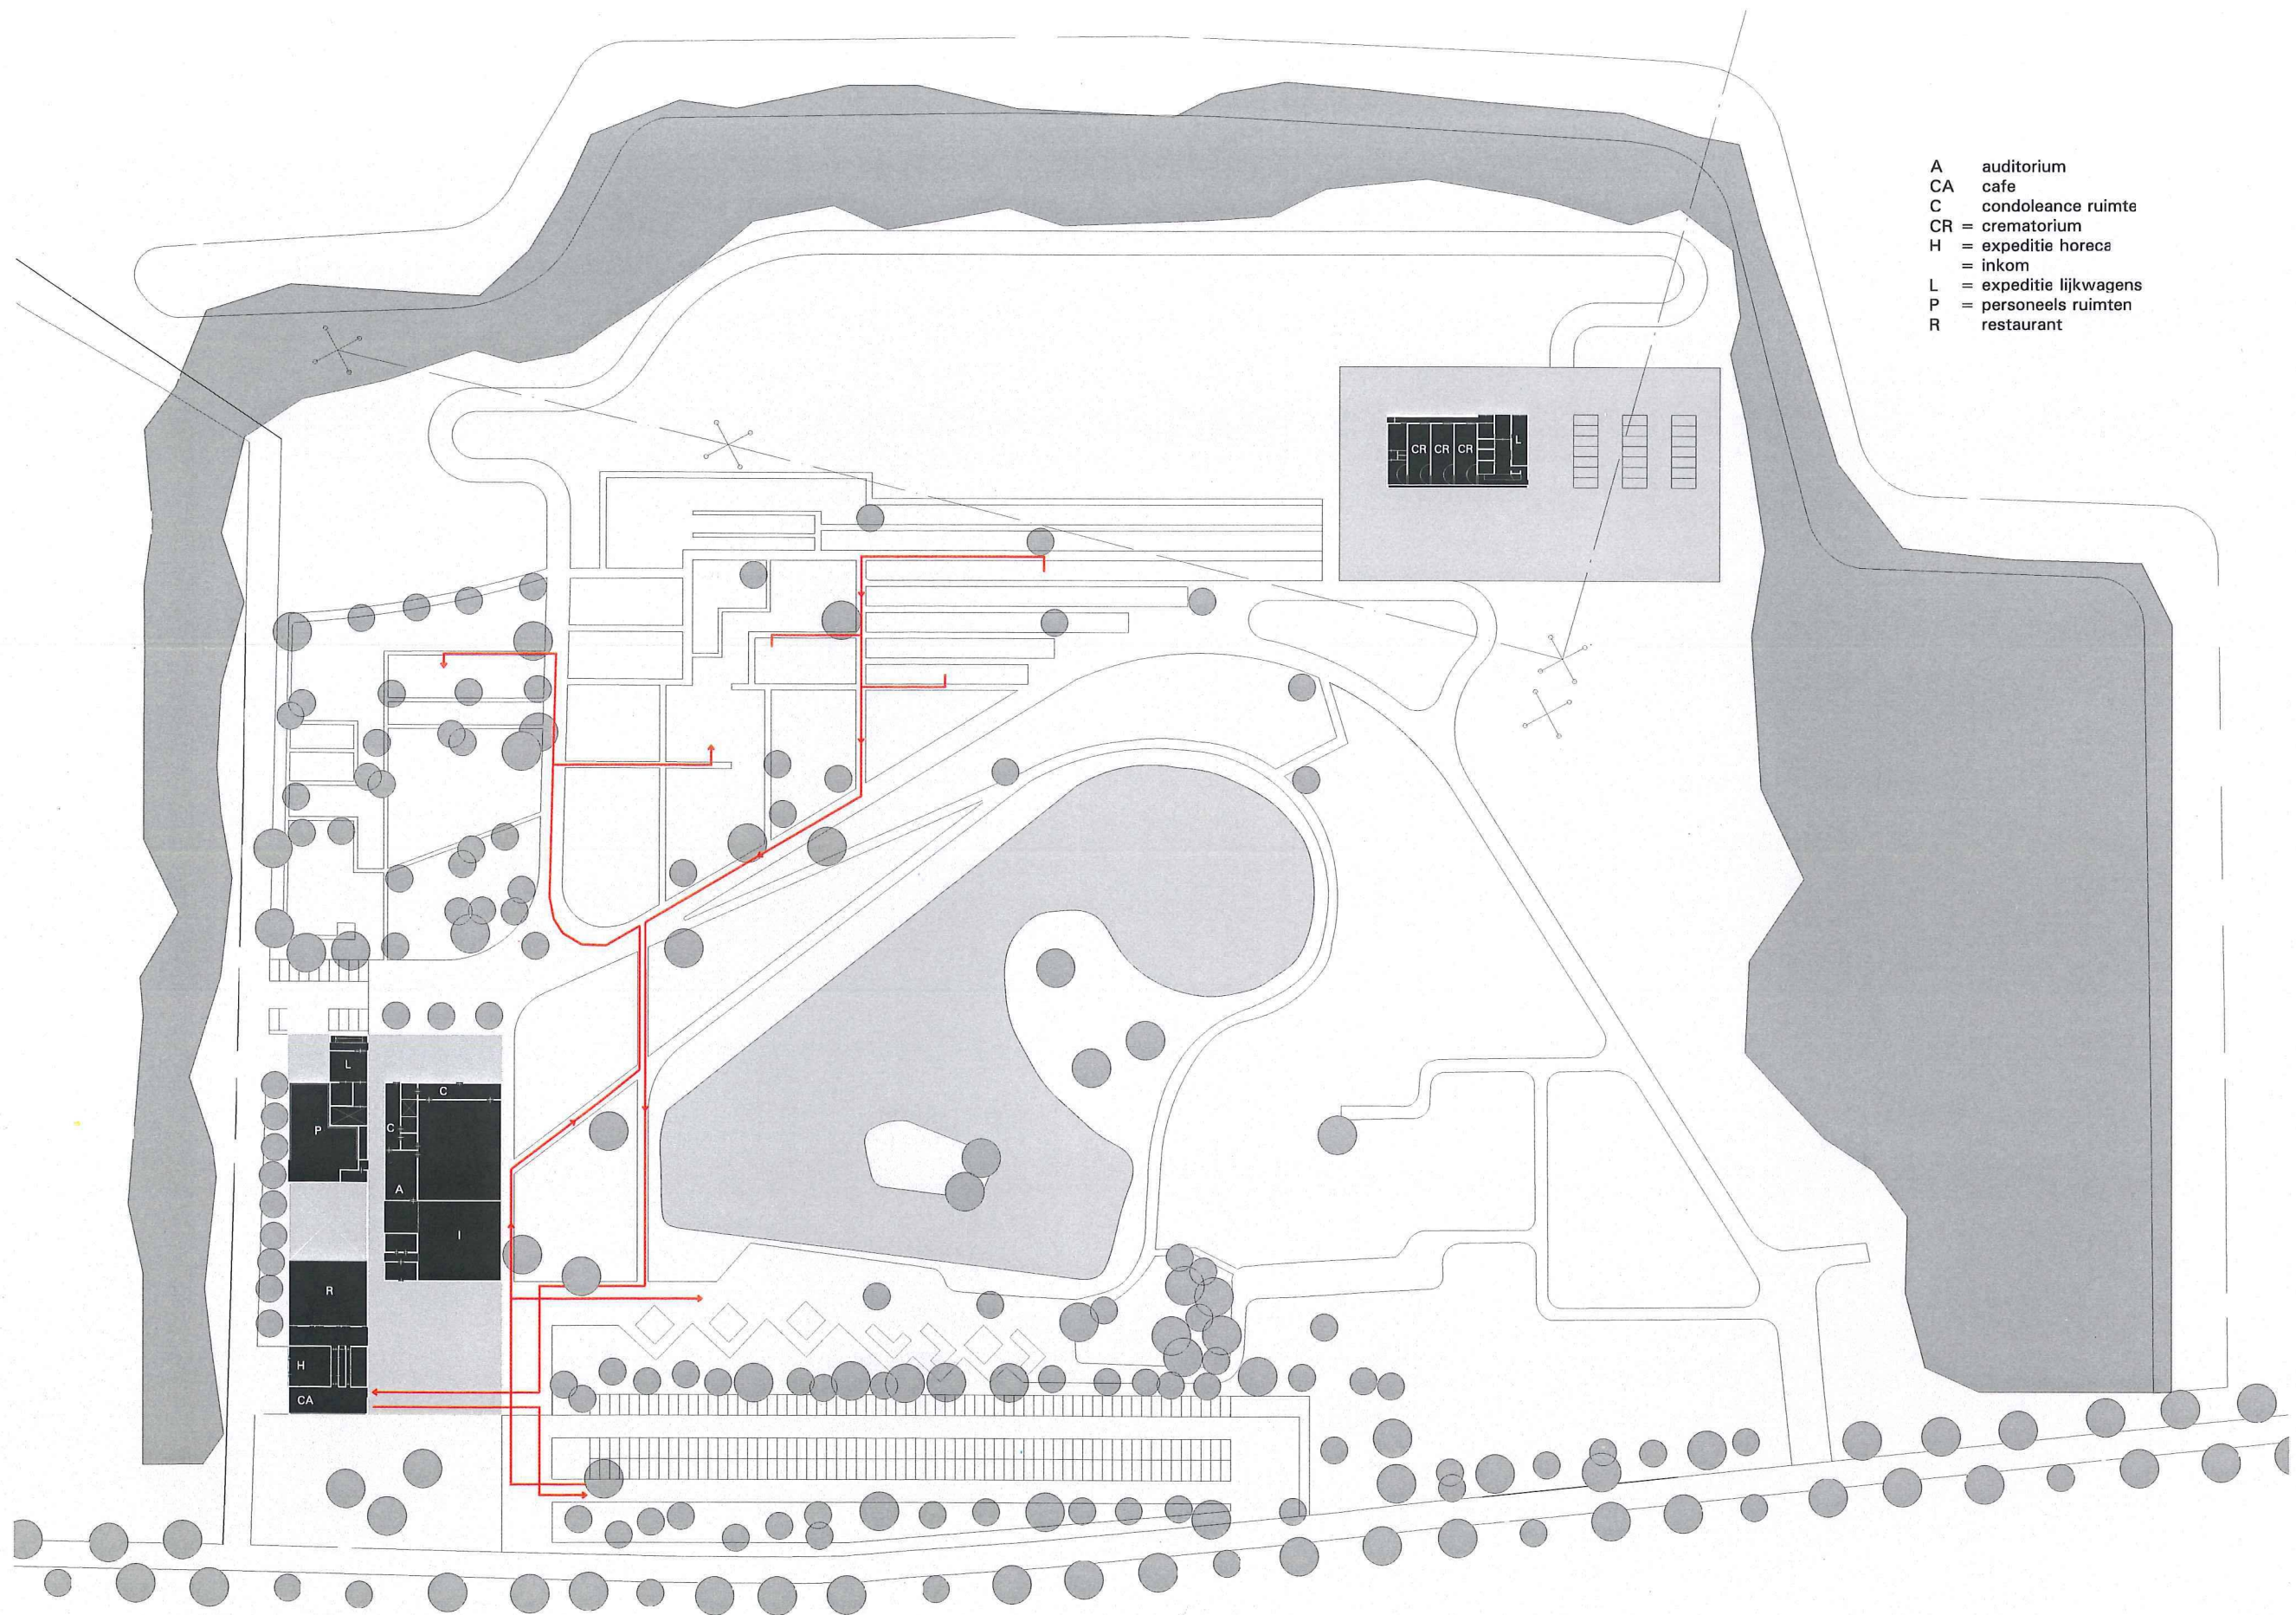 A auditorium
CA cafe
C condoleance ruimte
CR = crematorium
H = expeditie horeca
= inkom
L = expeditie lijkwagens
P = personeels ruimten
R restaurant
CR CR CR
L
L
C
C
P
A
I
R
H
CA